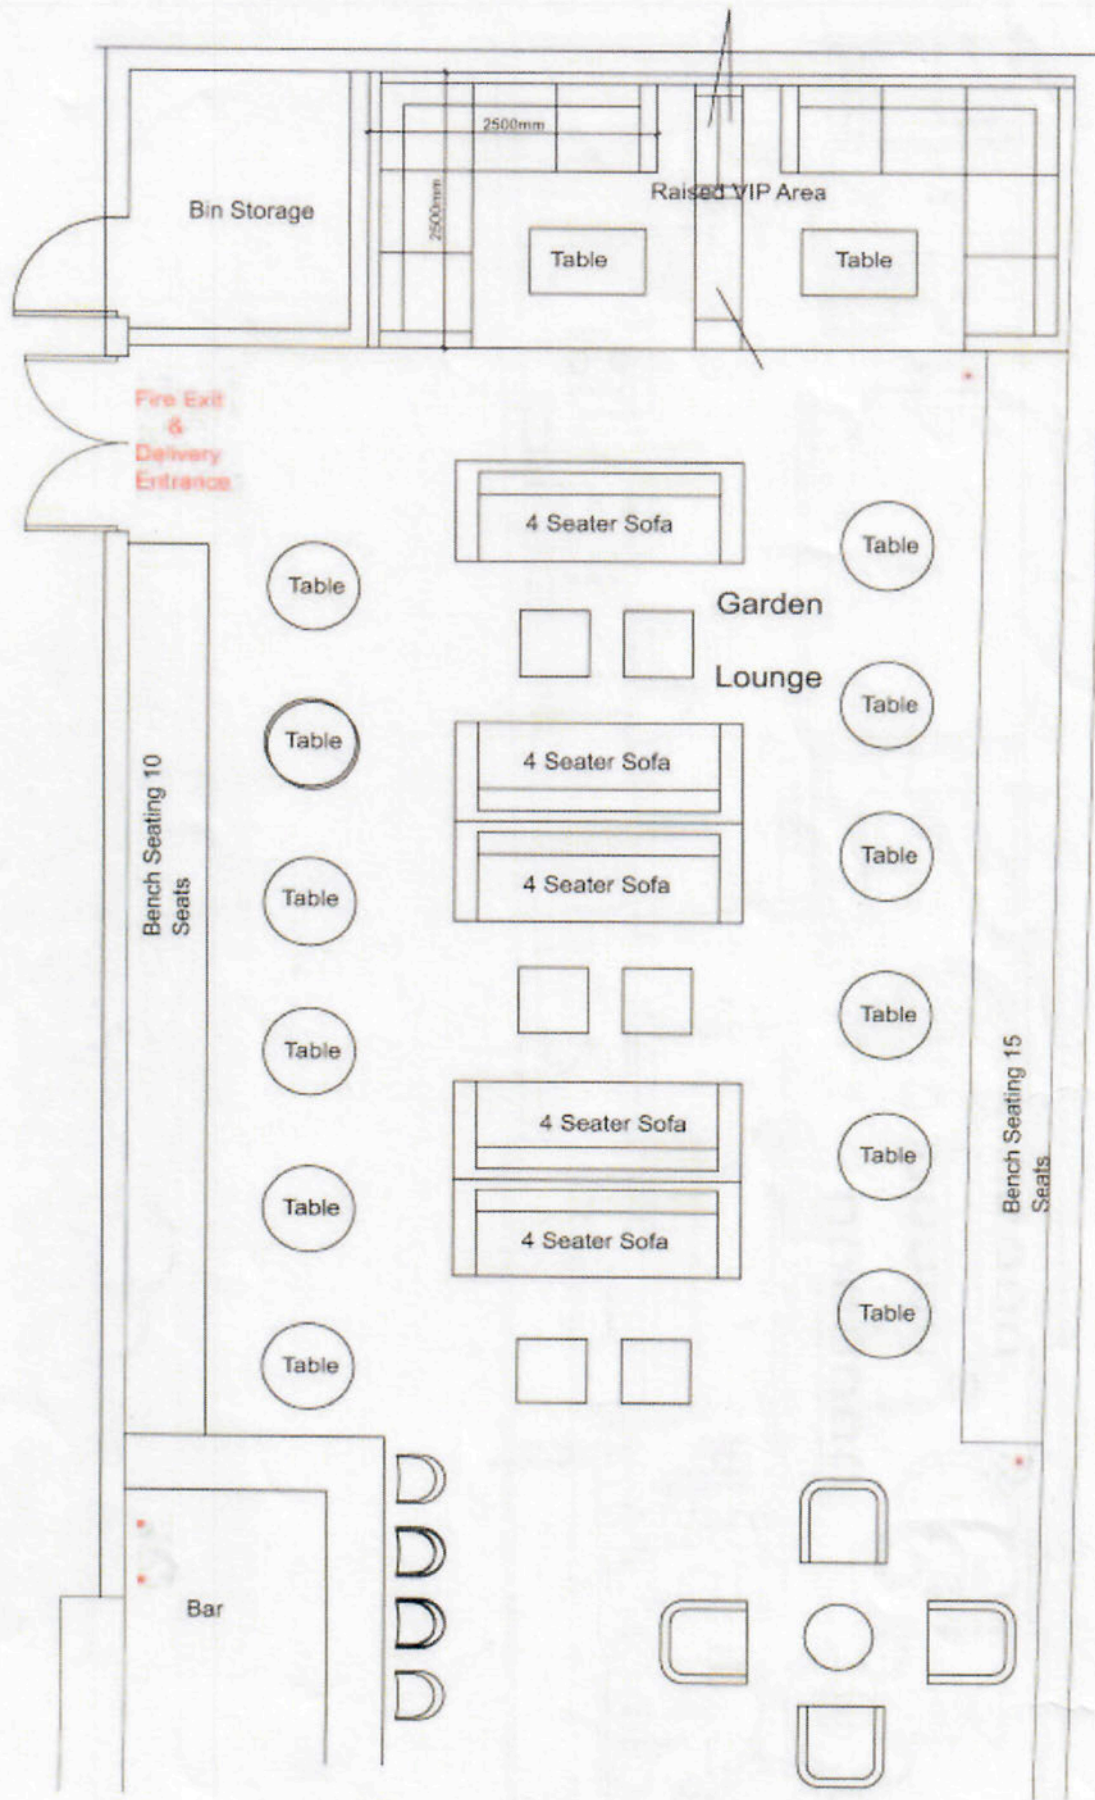 2500mm
2500mm
Bin Storage
Raised VIP Area
Table
Table
Fire Exit
&
Delivery
Entrance
4 Seater Sofa
Table
Table
Garden
Lounge
Table
Table
4 Seater Sofa
Bench Seating 10
Seats
Table
4 Seater Sofa
Table
Table
Table
4 Seater Sofa
Bench Seating 15
Seats
Table
Table
4 Seater Sofa
Table
Table
Bar